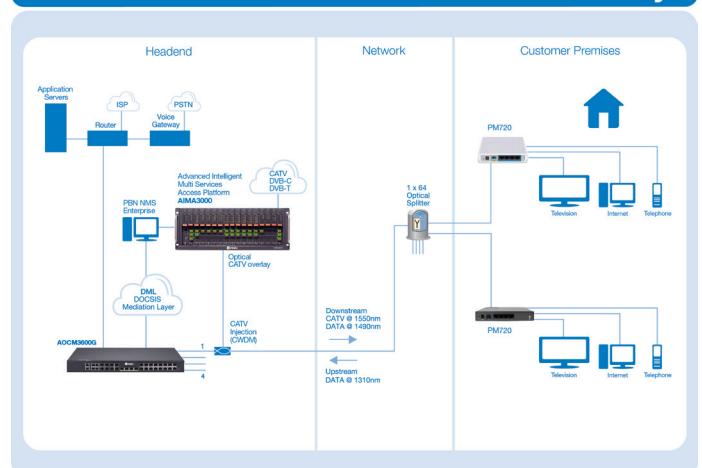 Headend
Network
Customer Premises
Application
Servers
ISP
PSTN
Router
Voice
Gateway
PM720
Advanced Intelligent
Multi Services
Access Platform
AIMA3000
CATV
DVB-C
DVB-T
1 x 64
Optical
Splitter
PBN NMS
Enterprise
Television
Internet
Telephone
Optical
CATV overlay
DML
DOCSIS
Mediation Layer
Downstream
CATV @ 1550nm
DATA @ 1490nm
CATV
Injection
(CWDM)
PM720
AOCM3600G
1
4
Upstream
DATA @ 1310nm
Television
Internet
Telephone